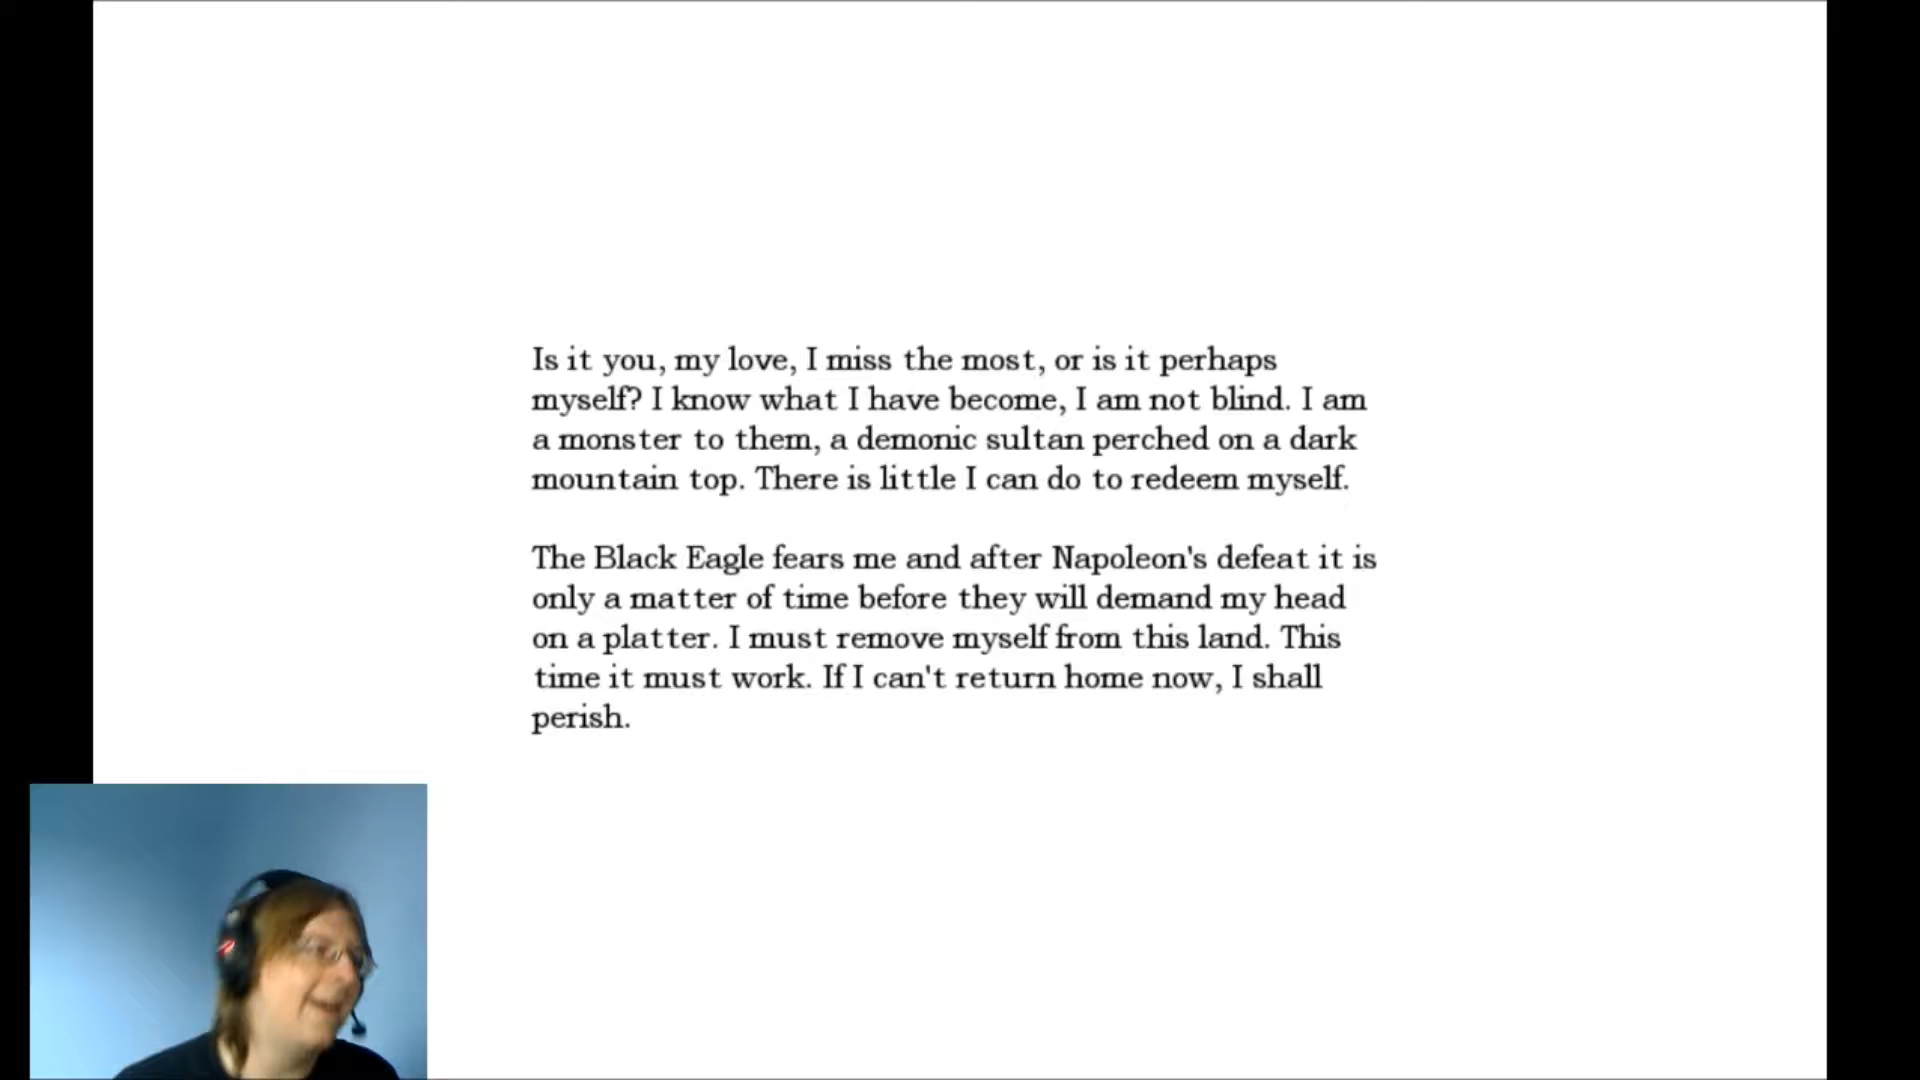 Is it you, my love, I miss the most, or is it perhaps
myself? I know what I have become, I am not blind. I am
a monster to them, a demonic sultan perched on a dark
mountain top. There is little I can do to redeem myself.
The Black Eagle fears me and after Napoleon's defeat it is
only a matter of time before they will demand my head
on a platter. I must remove myself from this land. This
time it must work. If I can't return home now, I shall
perish.